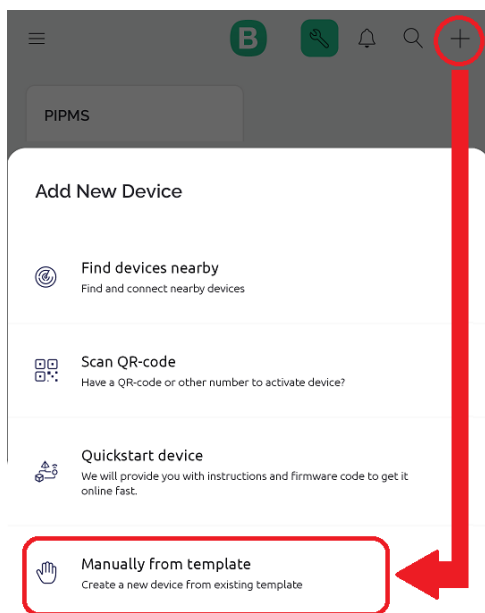 B
PIPMS
Add New Device
Find devices nearby
Find and connect nearby devices
Scan QR-code
Have a QR-code or other number to activate device?
Quickstart device
We will provide you with instructions and firmware code to get it
online fast.
Manually from template
Create a new device from existing template